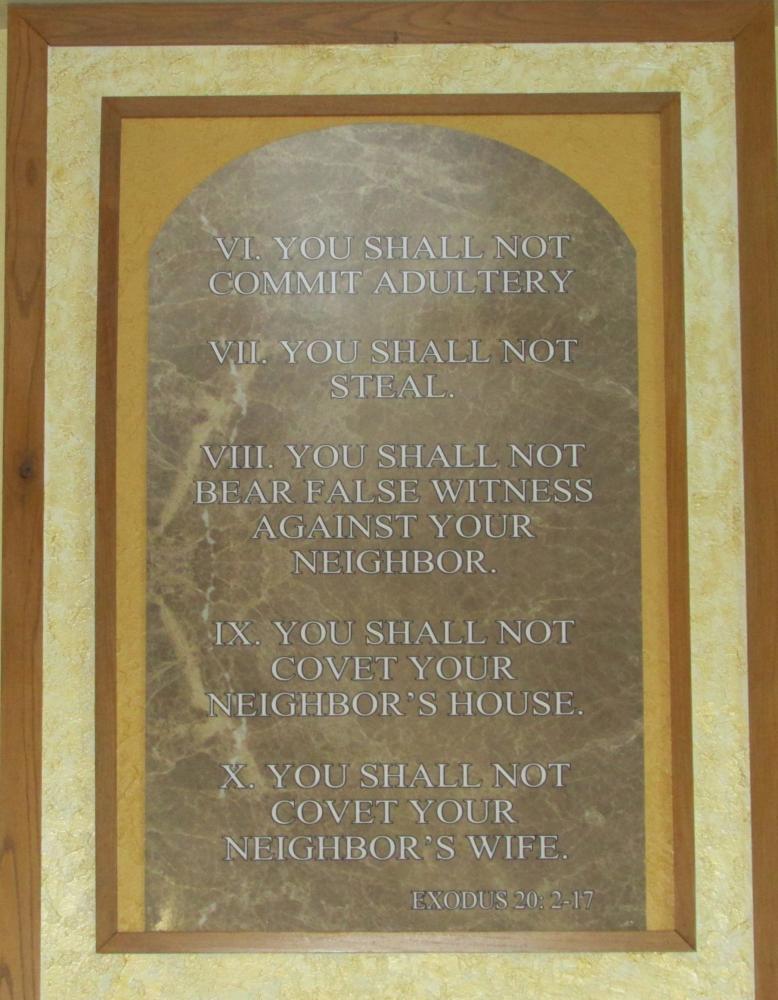 VI. YOU SHALL NOT
COMMIT ADULTERY
VII. YOU SHALL NOT
STEAL.
VIII. YOU SHALL NOT
BEAR FALSE WITNESS
AGAINST YOUR
NEIGHBOR.
IX. YOU SHALL NOT
COVET YOUR
NEIGHBOR'S HOUSE.
X. YOU SHALL NOT
COVET YOUR
NEIGHBOR'S WIFE.
EXODUS 20: 2-17